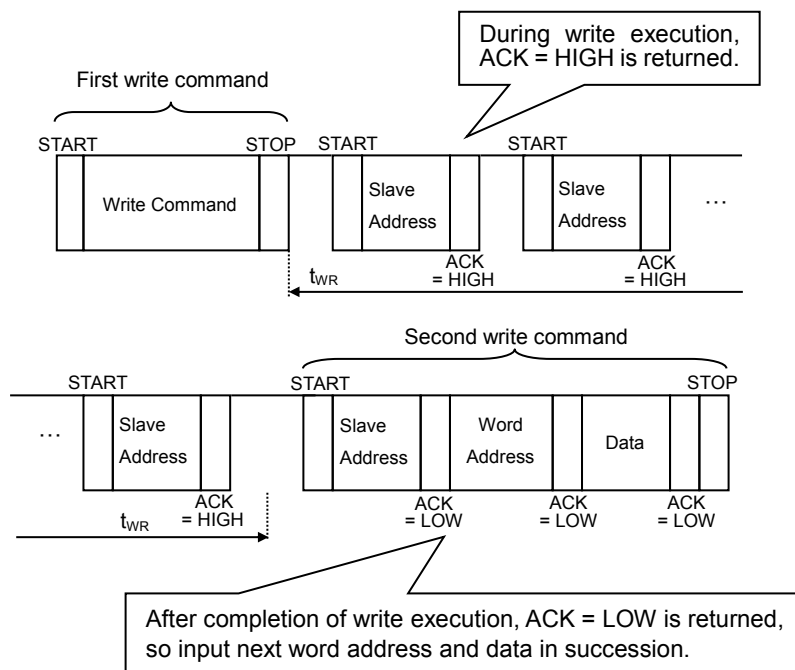 During write execution,
ACK = HIGH is returned.
First write command
START STOP START START
Write Command
Slave
Address
Slave
Address
…
ACK
= HIGH
ACK
= HIGH
tWR
Second write command
START START STOP
…
Slave
Address
Slave
Address
Word
Address
Data
ACK
= HIGH
ACK
= LOW
ACK
= LOW
ACK
= LOW
tWR
After completion of write execution, ACK = LOW is returned,
so input next word address and data in succession.